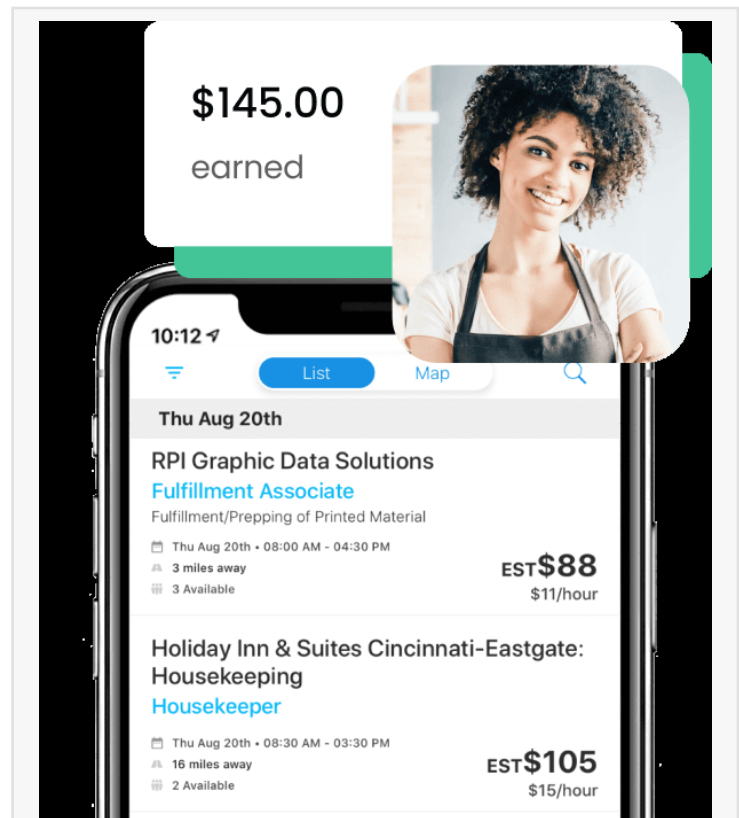 $145.00
earned
10:12
List
Map
Thu Aug 20th
RPI Graphic Data Solutions
Fulfillment Associate
Fulfillment/Prepping of Printed Material
Thu Aug 20th • 08:00 AM - 04:30 PM
3 miles away
3 Available
EST$88
$11/hour
Holiday Inn & Suites Cincinnati-Eastgate:
Housekeeping
Housekeeper
Thu Aug 20th • 08:30 AM - 03:30 PM
16 miles away
2 Available
EST$105
$15/hour